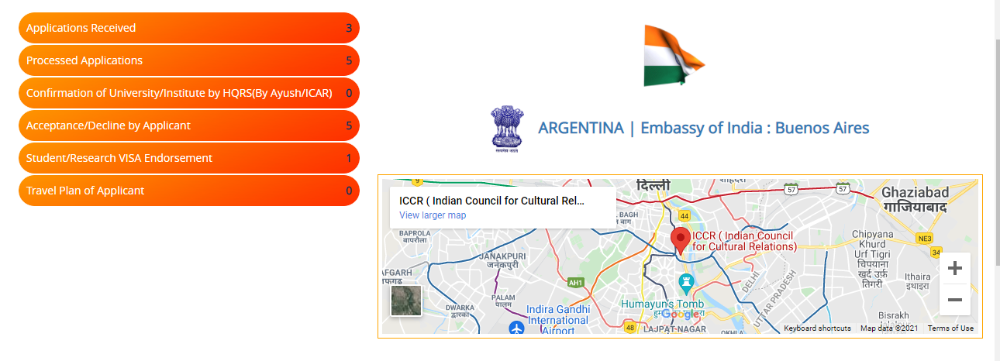 Applications Received 3
Processed Applications 5
Confirmation of University/Institute by HQRS(By Ayush/ICAR) 0
Acceptance/Decline by Applicant 5
Student/Research VISA Endorsement 1
Travel Plan of Applicant 0
सत्यमेव जयते
ARGENTINA | Embassy of India : Buenos Aires
ICCR ( Indian Council for Cultural Rel...
View larger map
9
दिल्ली
57
57
Ghaziabad
गाज़ियाबाद
BAGH
बाग
44
ICCR ( Indian Council
for Cultural Relations)
BAPROLA
बापरौला
JANAKPURI
जनकपुरी
Chipyana
Khurd
Urf Tigri
चिपयाना
खुर्द उर्फ़
तिगरी
NE3
34
AFGARH
AH1
DELHI
UTTAR PRADESH
Ithaira
इथाइरा
PALAM
पालम
DWARKA
द्वारका
Indira Gandhi
International
Airport
Humayun's Tomb
Google
48
LAJPAT-NAGAR
OKHLA
Bisrakh
Keyboard shortcuts
Map data ©2021
Terms of Use